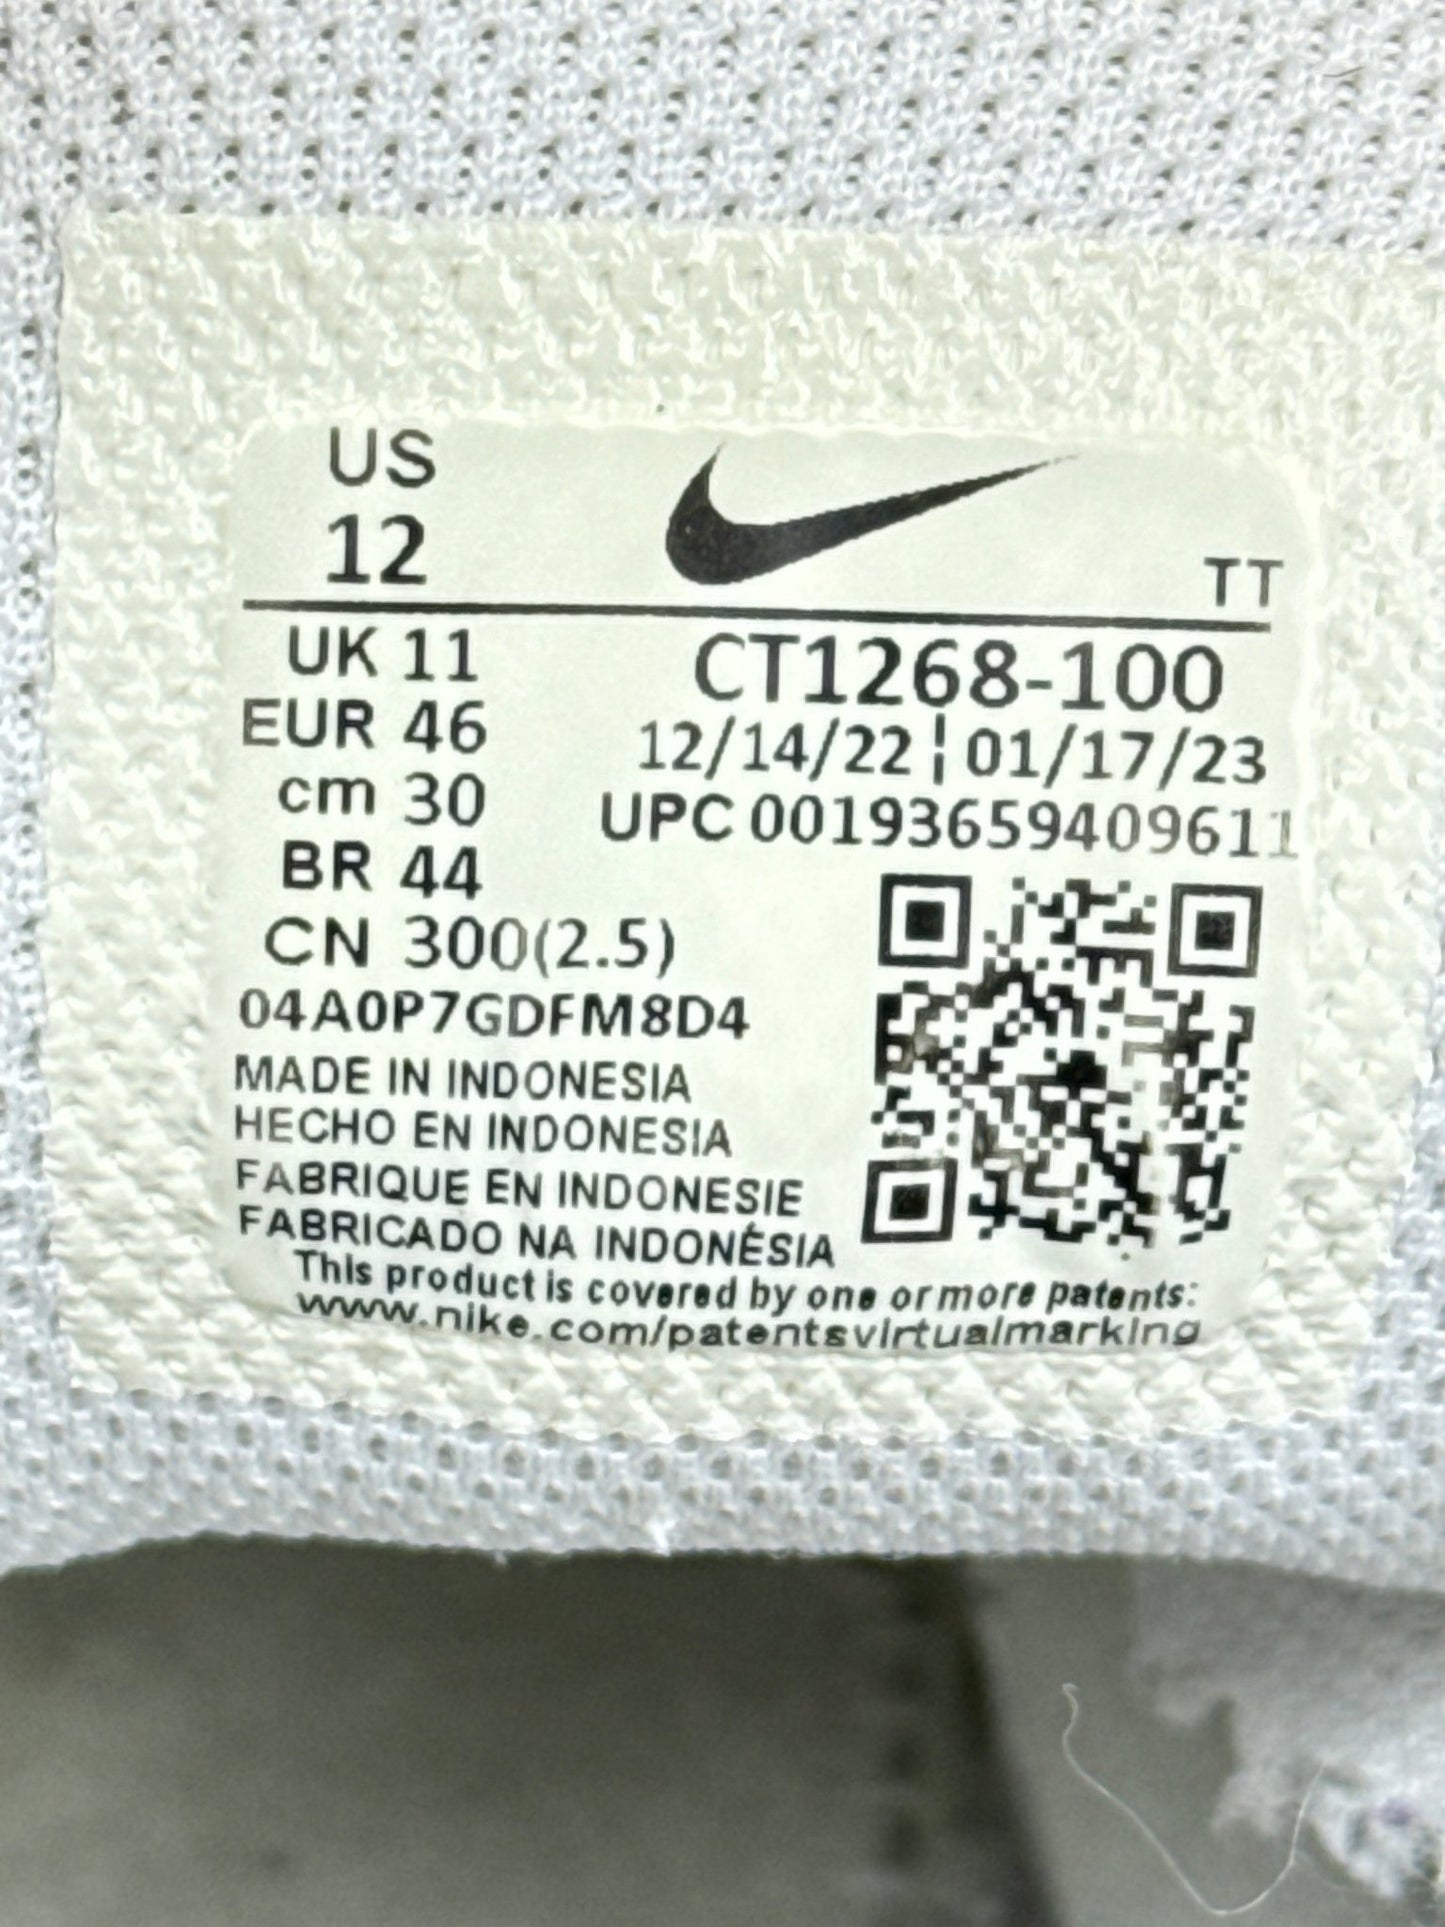 US
12
TT
UK 11
CT1268-100
EUR 46
12/14/22 ¦ 01/17/23
cm 30
UPC 00193659409611
BR 44
CN 300(2.5)
04A0P7GDFM8D4
MADE IN INDONESIA
HECHO EN INDONESIA
FABRIQUE EN INDONESIE
FABRICADO NA INDONÉSIA
This product is covered by one or more patents:
www.nike.com/patentsvirtualmarking